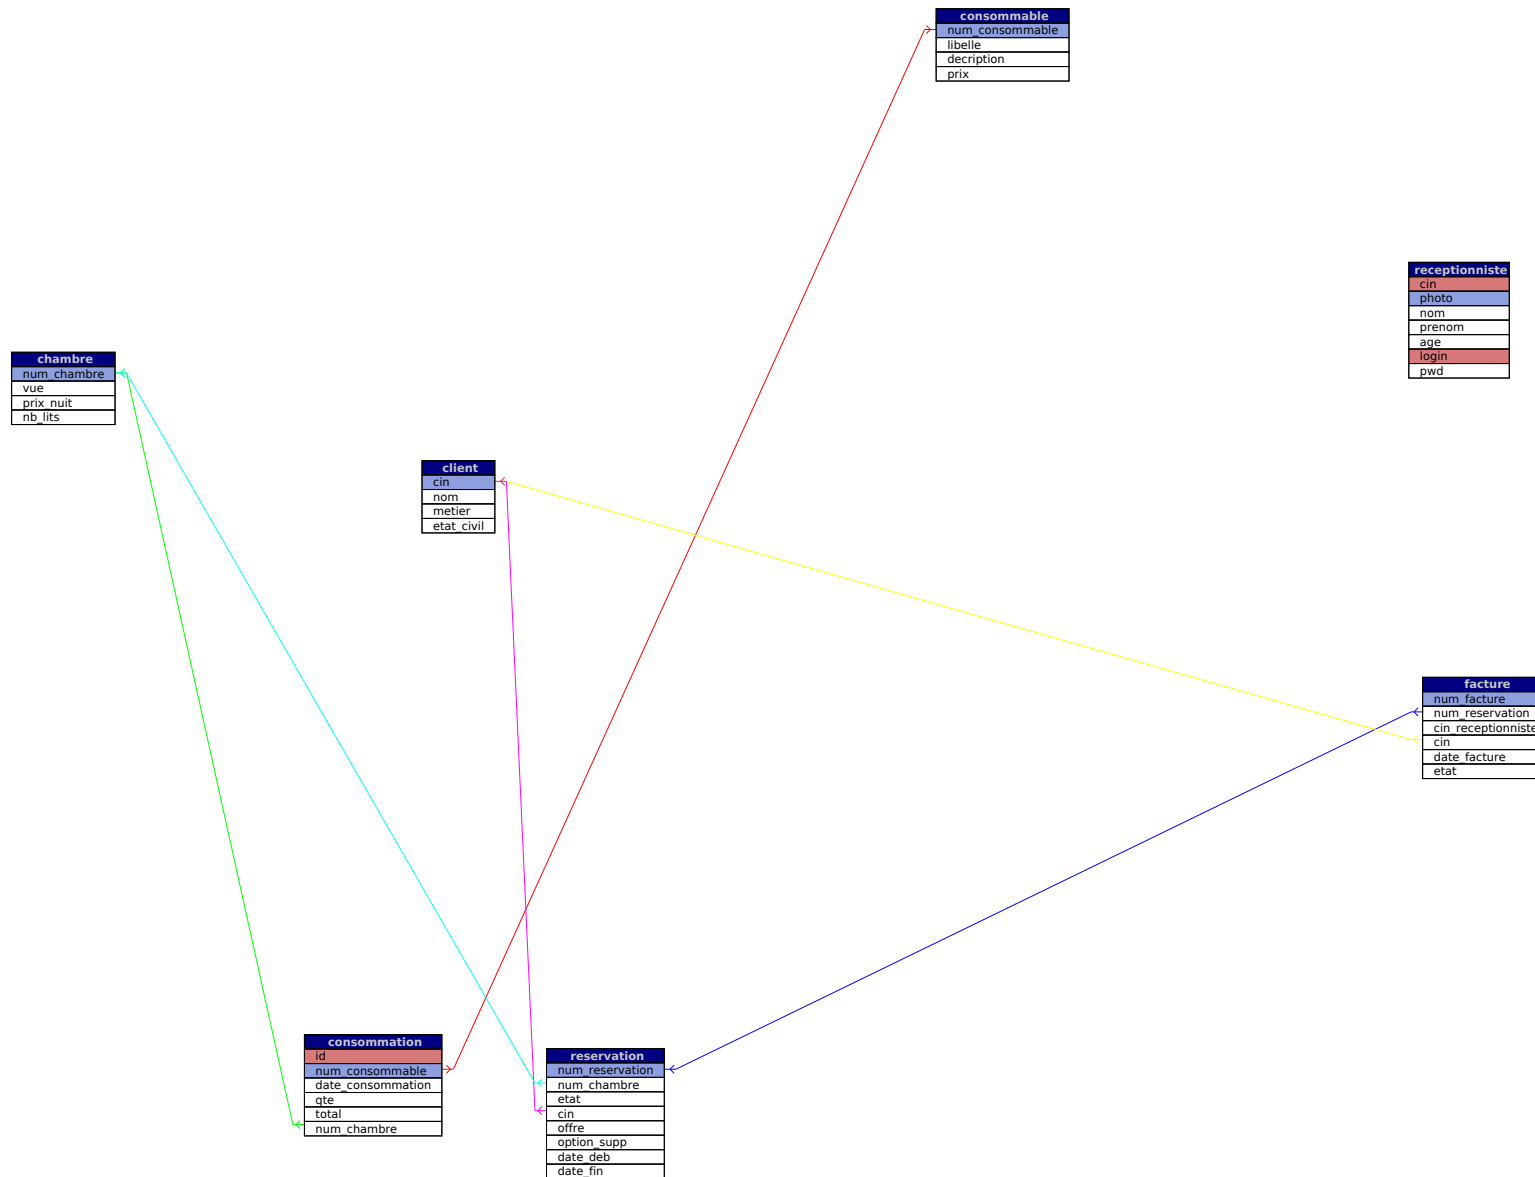 consommable
num_consommable
libelle
decription
prix
receptionniste
cin
photo
nom
prenom
age
login
pwd
chambre
num_chambre
vue
prix_nuit
nb_lits
client
cin
nom
metier
etat_civil
facture
num_facture
num_reservation
cin_receptionniste
cin
date_facture
etat
consommation
id
num_consommable
date_consommation
qte
total
num_chambre
reservation
num_reservation
num_chambre
etat
cin
offre
option_supp
date_deb
date_fin